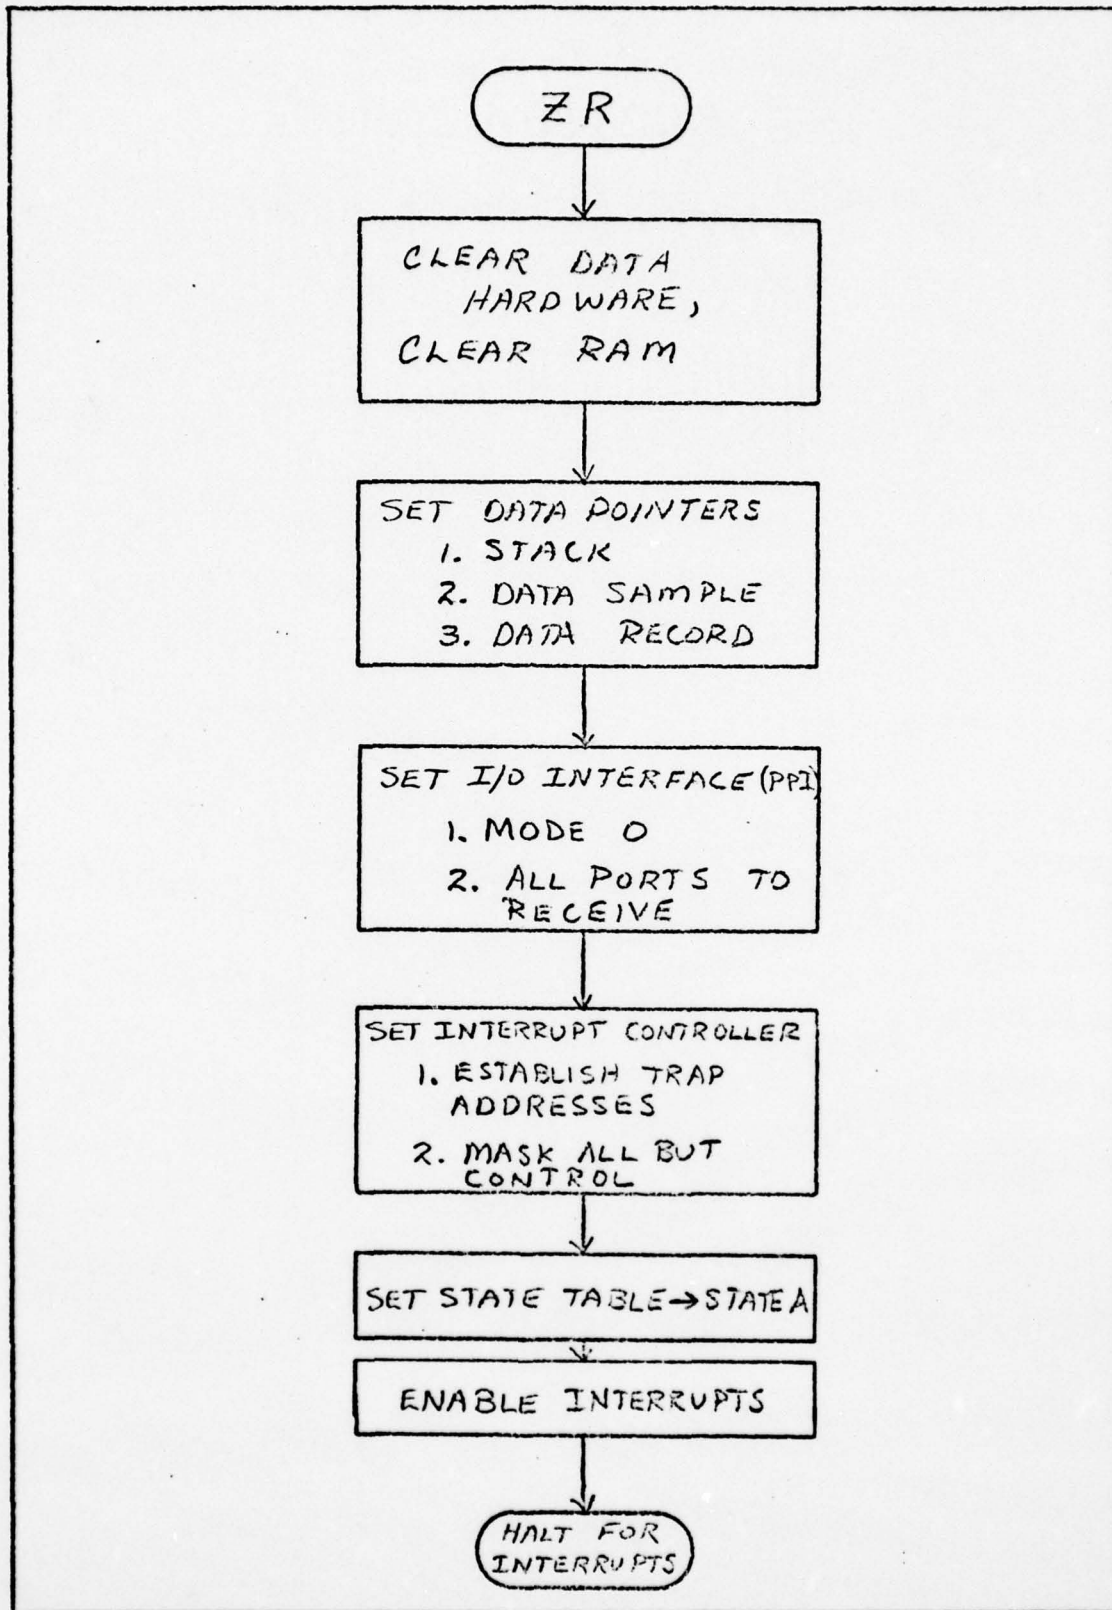 ZR
CLEAR DATA
HARDWARE,
CLEAR RAM
SET DATA POINTERS
1. STACK
2. DATA SAMPLE
3. DATA RECORD
SET I/O INTERFACE (PPI)
1. MODE 0
2. ALL PORTS TO
RECEIVE
SET INTERRUPT CONTROLLER
1. ESTABLISH TRAP
ADDRESSES
2. MASK ALL BUT
CONTROL
SET STATE TABLE→STATE A
ENABLE INTERRUPTS
HALT FOR
INTERRUPTS